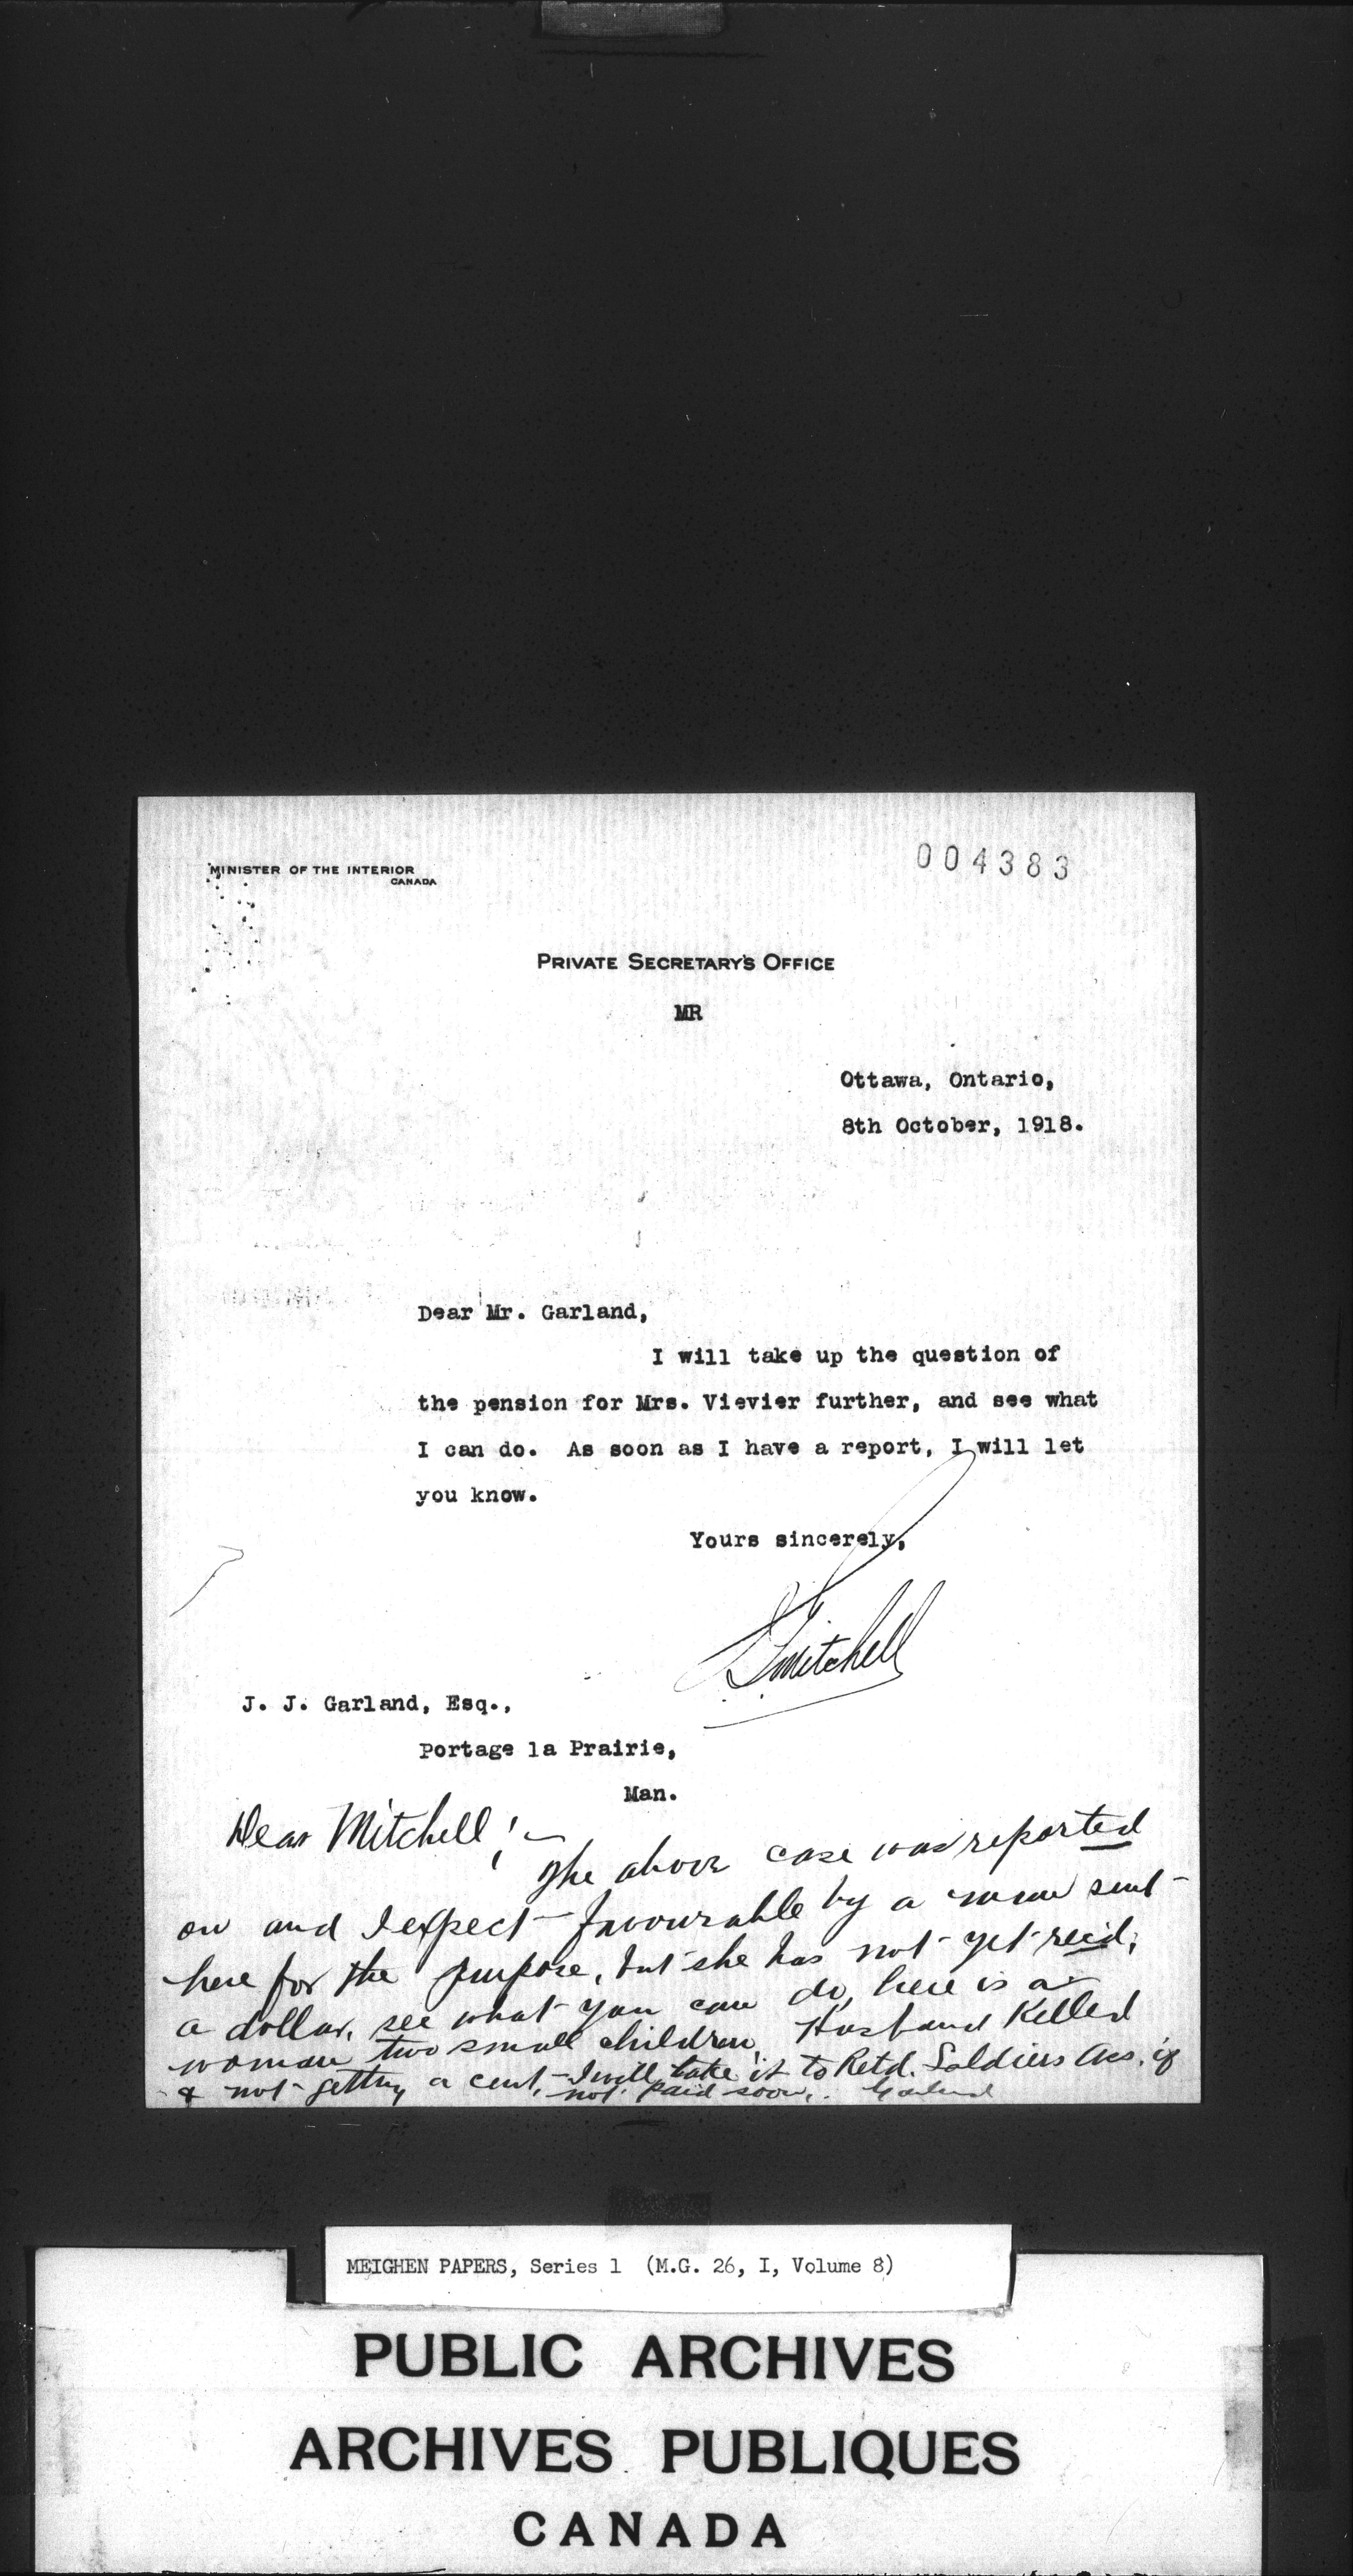 MINISTER OF THE INTERIOR
CANADA
004383
PRIVATE SECRETARY'S OFFICE
MR
Ottawa, Ontario,
8th October, 1918.
Dear Mr. Garland,
I will take up the question of
the pension for Mrs. Vievier further, and see what
I can do. As soon as I have a report, I will let
you know.
Yours sincerely,
Mitchell
J. J. Garland, Esq.,
Portage la Prairie,
Man.
Dear Mitchell!-
The above case was reported
on and I expect favourable by a man sent
here for the purpose, but she has not yet recd,
a dollar, see what you can do, here is a
woman two small children, Husband Killed
& not getting a cent, I will take it to Retd. Soldiers Ass. if
not paid soon, Garland
MEIGHEN PAPERS, Series 1 (M.G. 26, I, Volume 8)
PUBLIC ARCHIVES
ARCHIVES PUBLIQUES
CANADA